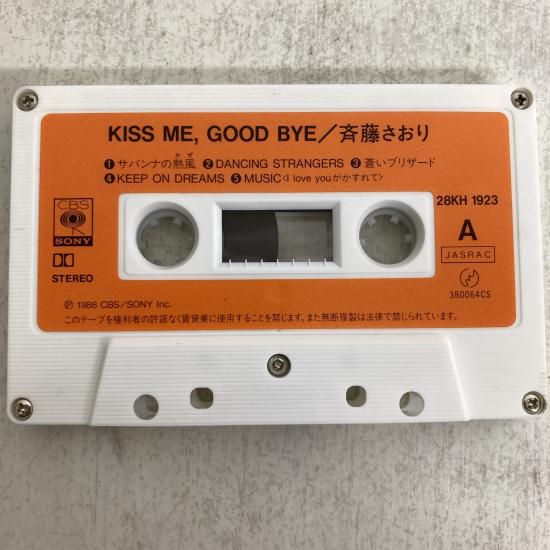 KISS ME, GOOD BYE／斉藤さおり
かぜ
❶サバンナの熱風 ❷DANCING STRANGERS ❸蒼いブリザード
❹KEEP ON DREAMS ❺MUSIC〈I love youがかすれて〉
28KH 1923
CBS
SONY
A
JASRAC
STEREO
380064CS
Ⓟ 1986 CBS／SONY Inc.
このテープを権利者の許諾なく賃貸業に使用することを禁じます。また無断複製は法律で禁じられています。